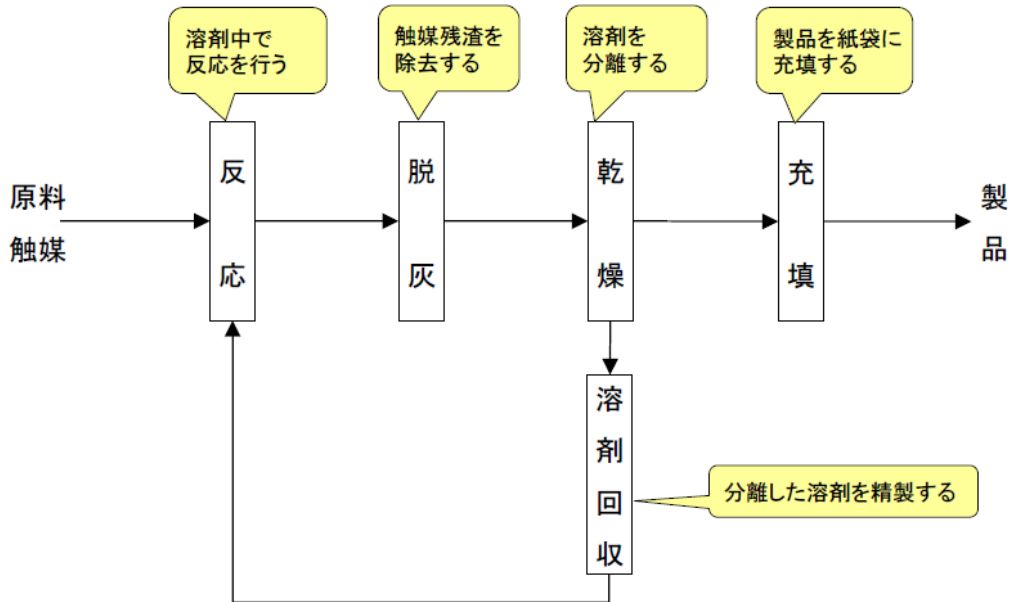 溶剤中で
反応を行う
触媒残渣を
除去する
溶剤を
分離する
製品を紙袋に
充填する
原料
触媒
反応
脱灰
乾燥
充填
製品
溶剤回収
分離した溶剤を精製する